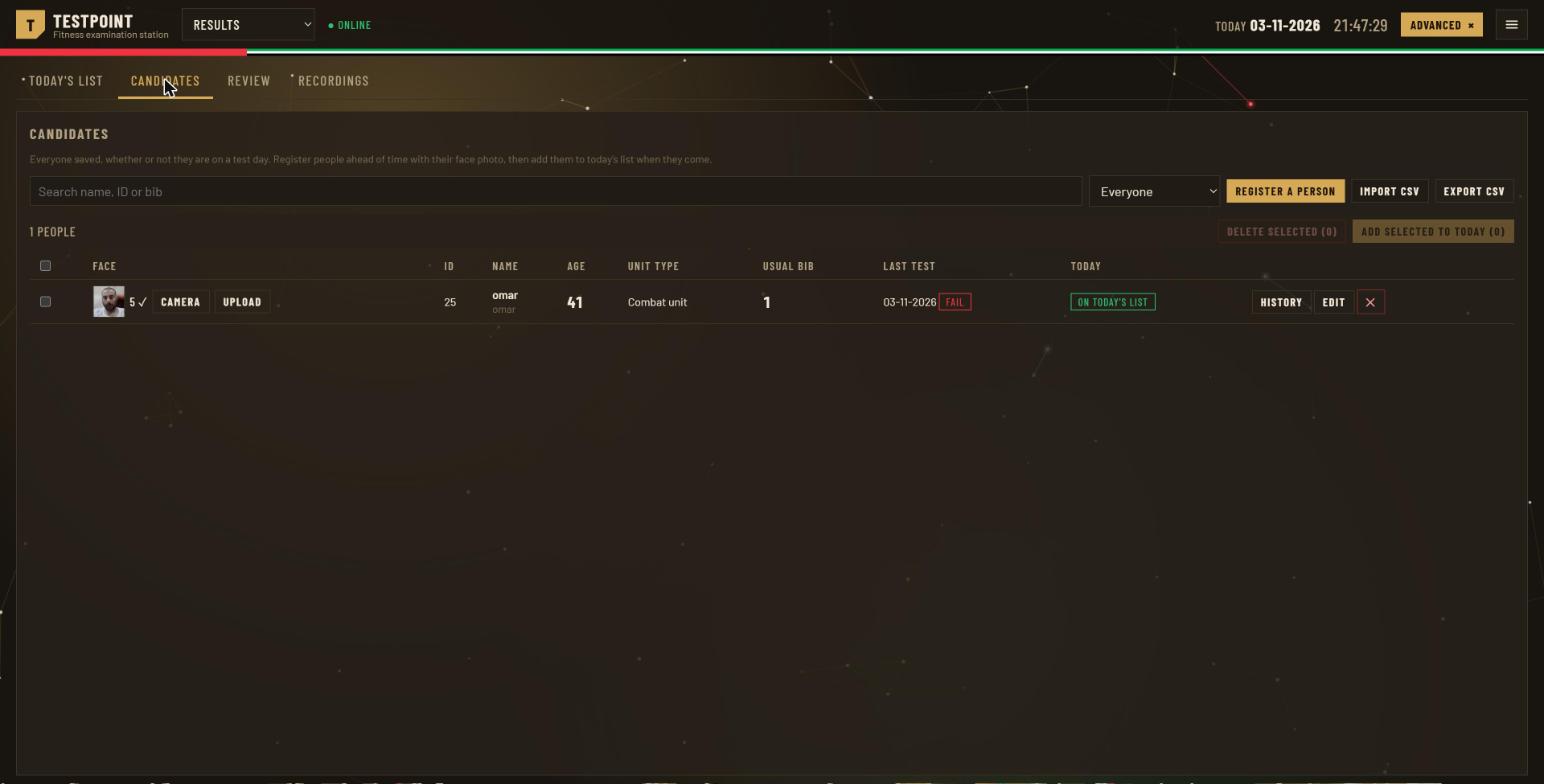 T TESTPOINT
Fitness examination station
RESULTS
ONLINE
TODAY 03-11-2026 21:47:29 ADVANCED ×
TODAY'S LIST CANDIDATES REVIEW RECORDINGS
CANDIDATES
Everyone saved, whether or not they are on a test day. Register people ahead of time with their face photo, then add them to today's list when they come.
Search name, ID or bib Everyone REGISTER A PERSON IMPORT CSV EXPORT CSV
1 PEOPLE DELETE SELECTED (0) ADD SELECTED TO TODAY (0)
FACE ID NAME AGE UNIT TYPE USUAL BIB LAST TEST TODAY
5 ✓ CAMERA UPLOAD 25 omar 41 Combat unit 1 03-11-2026 FAIL ON TODAY'S LIST HISTORY EDIT ×
omar